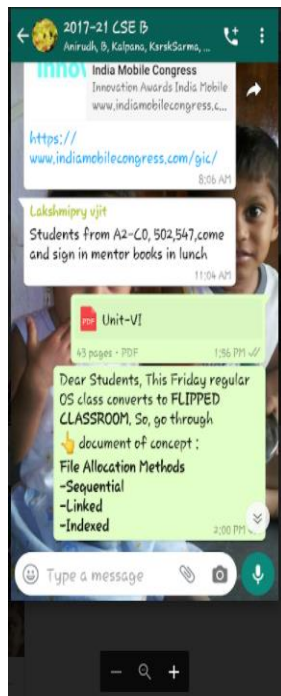 2017-21 CSE B
Anirudh, B, Kalpana, KsrskSarma, ...
India Mobile Congress
Innovation Awards India Mobile
www.indiamobilecongress.c...
https://
www.indiamobilecongress.com/gic/
8:06 AM
Lakshmipry vjit
Students from A2-C0, 502,547,come
and sign in mentor books in lunch
11:04 AM
PDF Unit-VI
43 pages • PDF 1:56 PM
Dear Students, This Friday regular
OS class converts to FLIPPED
CLASSROOM, So, go through
👆 document of concept :
File Allocation Methods
-Sequential
-Linked
-Indexed
2:00 PM
Type a message